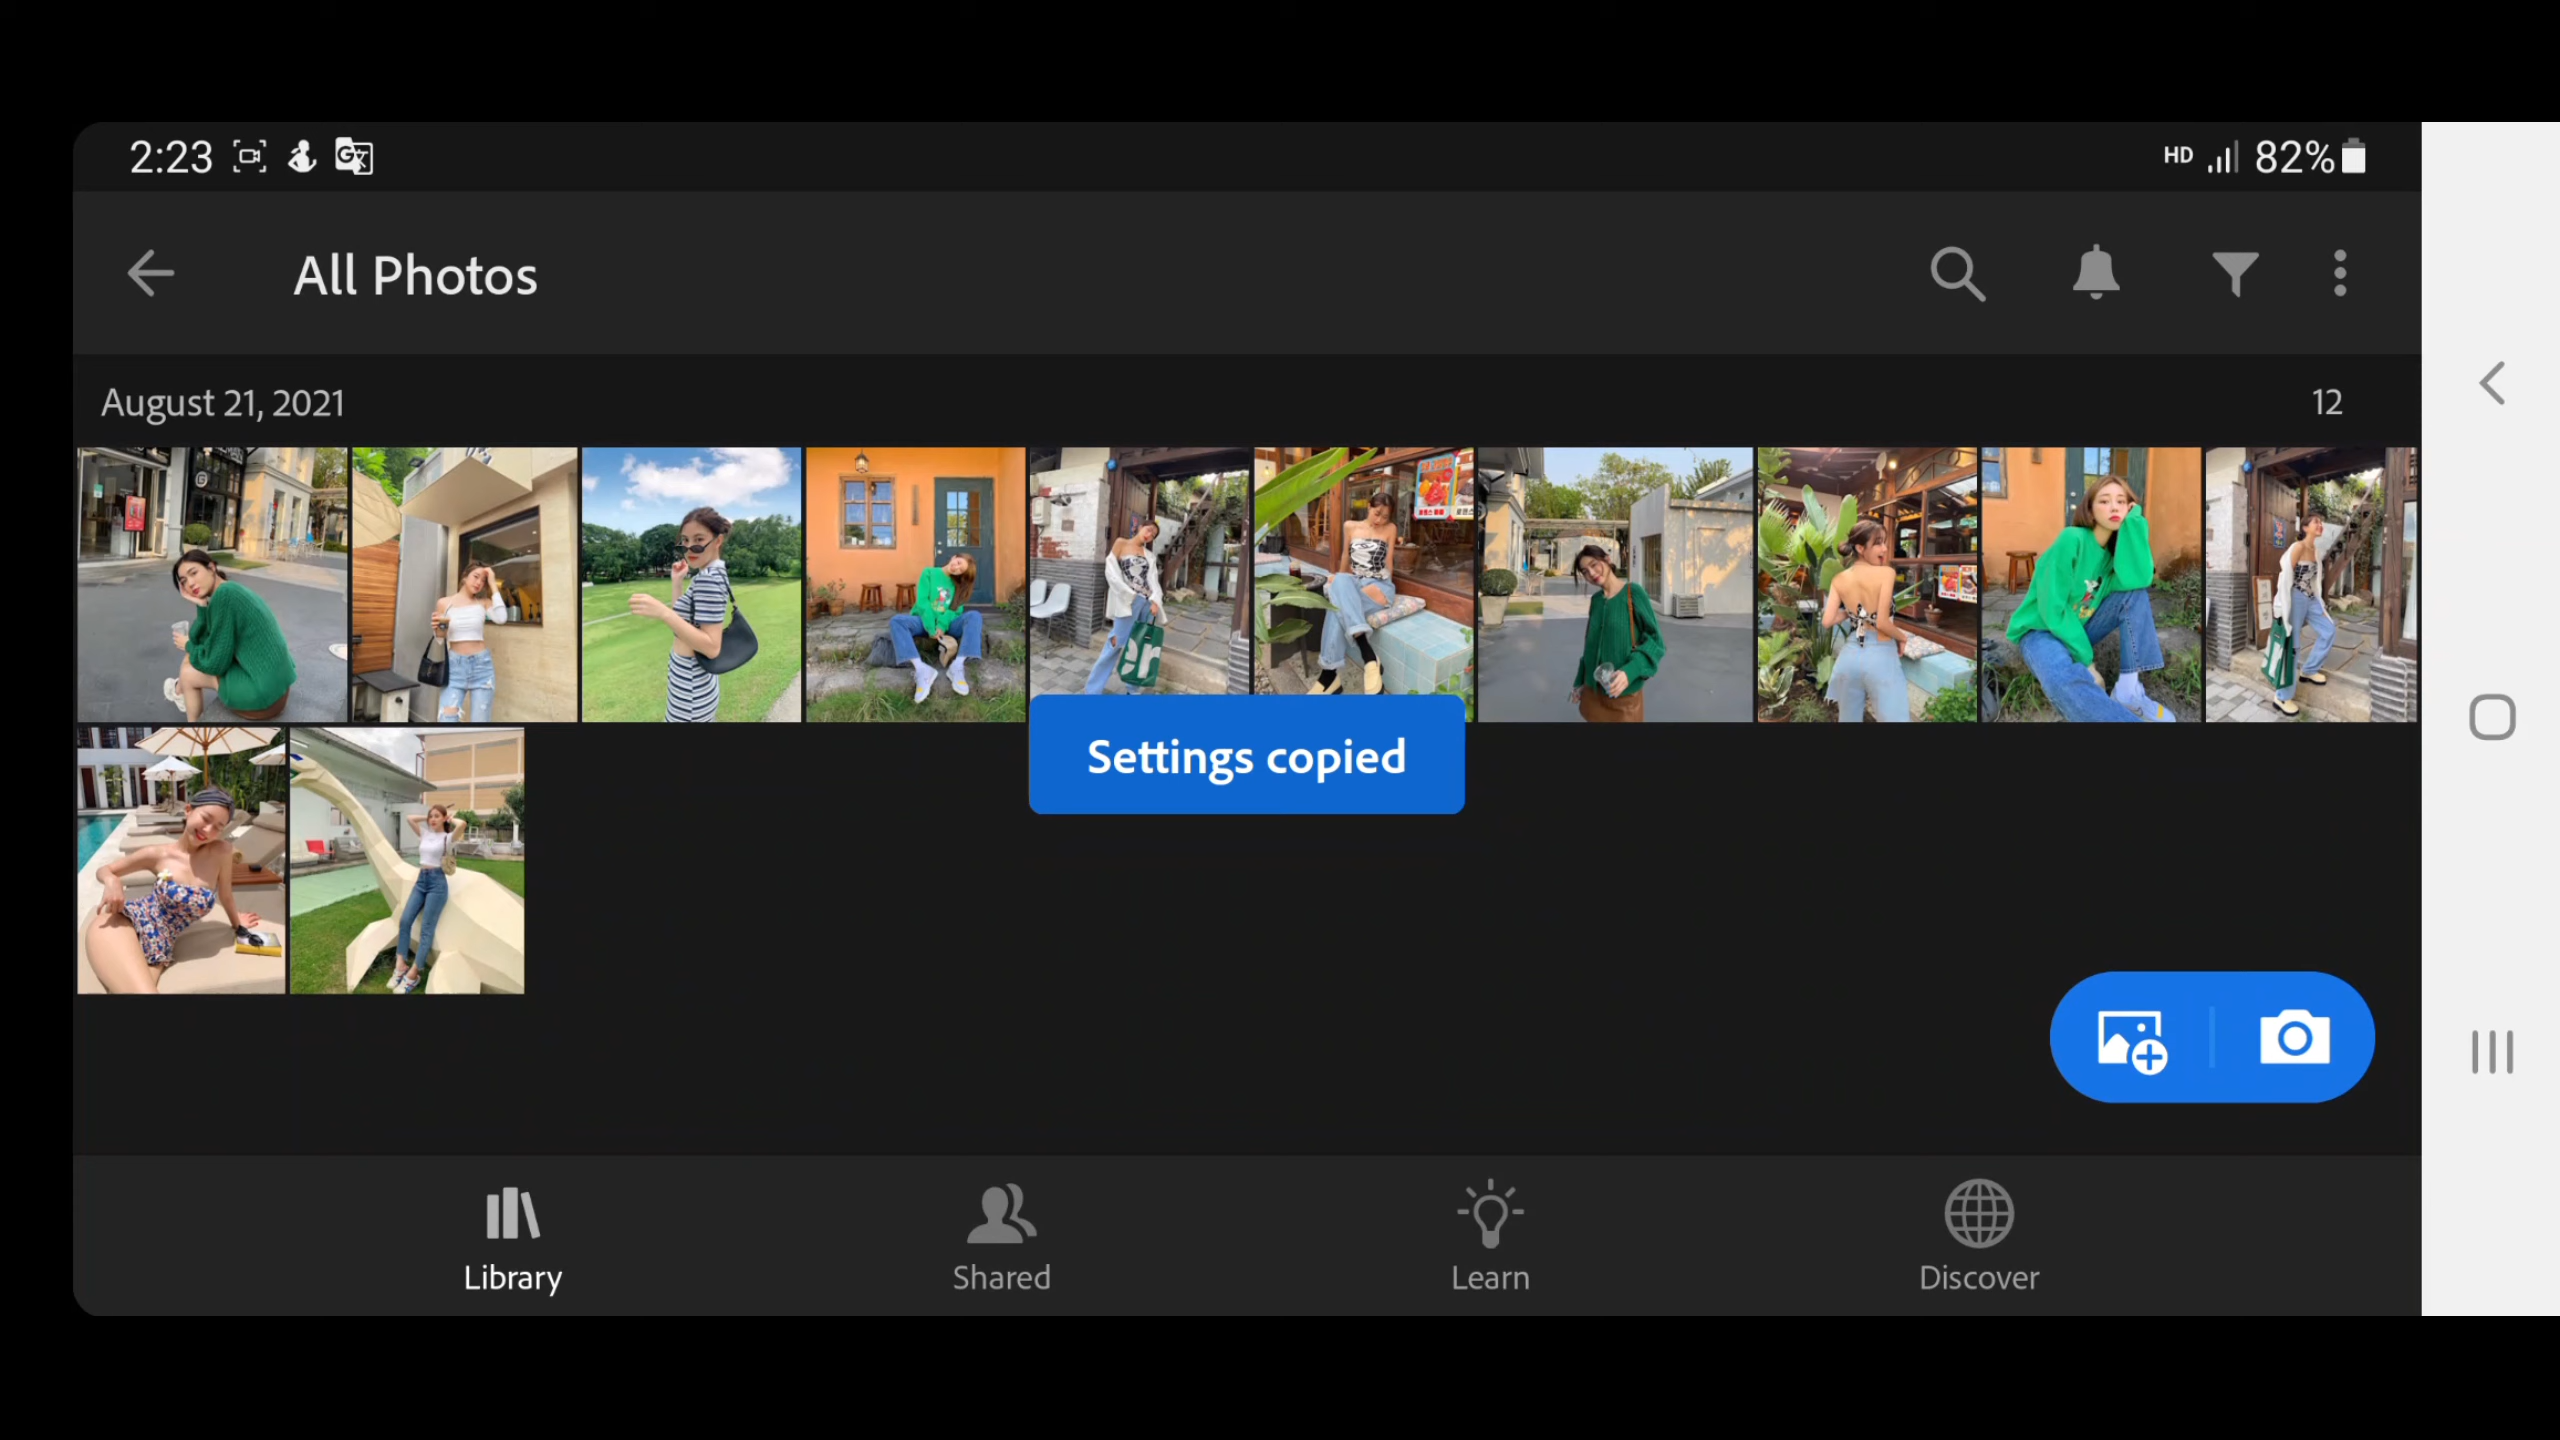 2:23
HD 82%
All Photos
August 21, 2021
12
Settings copied
Library
Shared
Learn
Discover